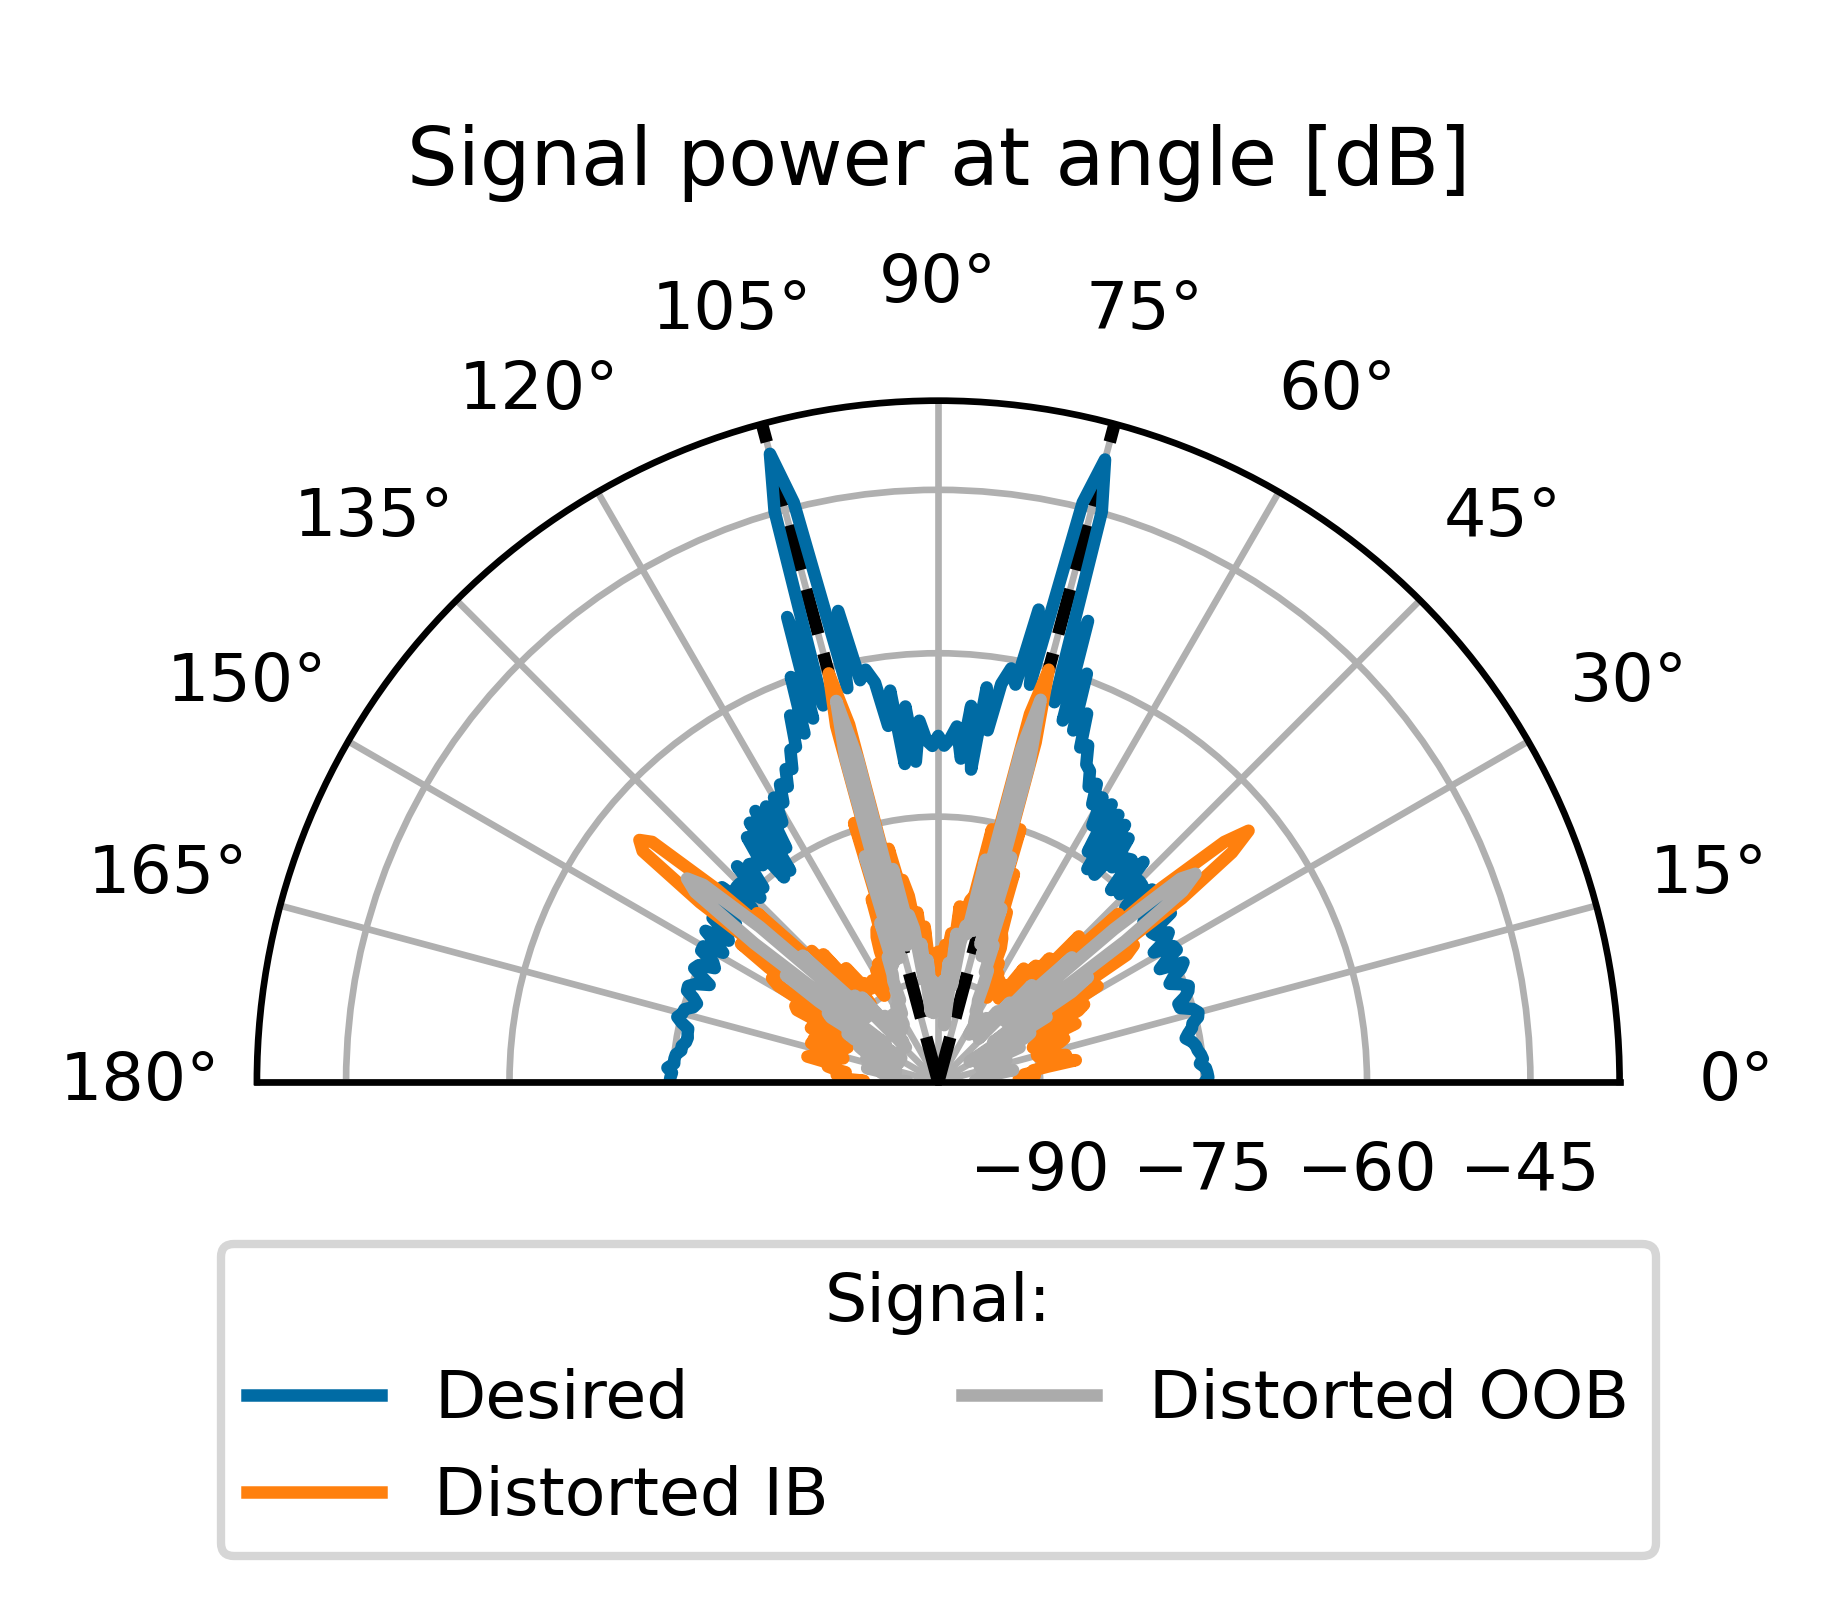 Signal power at angle [dB]
90°
105° 75°
120° 60°
135° 45°
150° 30°
165° 15°
180° 0°
−90 −75 −60 −45
Signal:
Desired Distorted OOB
Distorted IB